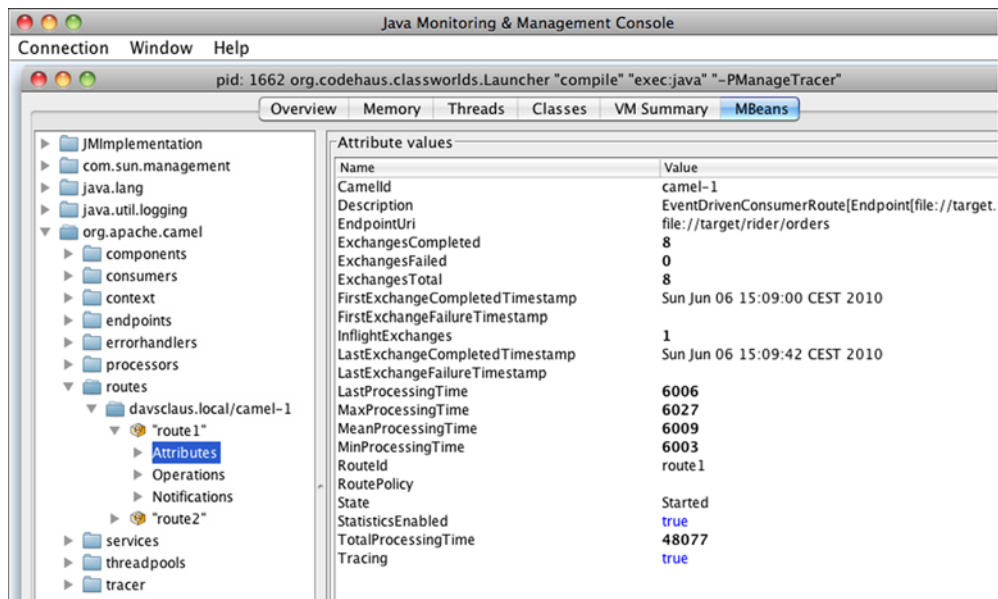 Java Monitoring & Management Console
Connection Window Help
pid: 1662 org.codehaus.classworlds.Launcher "compile" "exec:java" "-PManageTracer"
Overview Memory Threads Classes VM Summary MBeans
JMImplementation
com.sun.management
java.lang
java.util.logging
org.apache.camel
components
consumers
context
endpoints
errorhandlers
processors
routes
davsclaus.local/camel-1
"route1"
Attributes
Operations
Notifications
"route2"
services
threadpools
tracer
Attribute values
Name Value
CamelId camel-1
Description EventDrivenConsumerRoute[Endpoint[file://target.
EndpointUri file://target/rider/orders
ExchangesCompleted 8
ExchangesFailed 0
ExchangesTotal 8
FirstExchangeCompletedTimestamp Sun Jun 06 15:09:00 CEST 2010
FirstExchangeFailureTimestamp
InflightExchanges 1
LastExchangeCompletedTimestamp Sun Jun 06 15:09:42 CEST 2010
LastExchangeFailureTimestamp
LastProcessingTime 6006
MaxProcessingTime 6027
MeanProcessingTime 6009
MinProcessingTime 6003
RouteId route1
RoutePolicy
State Started
StatisticsEnabled true
TotalProcessingTime 48077
Tracing true